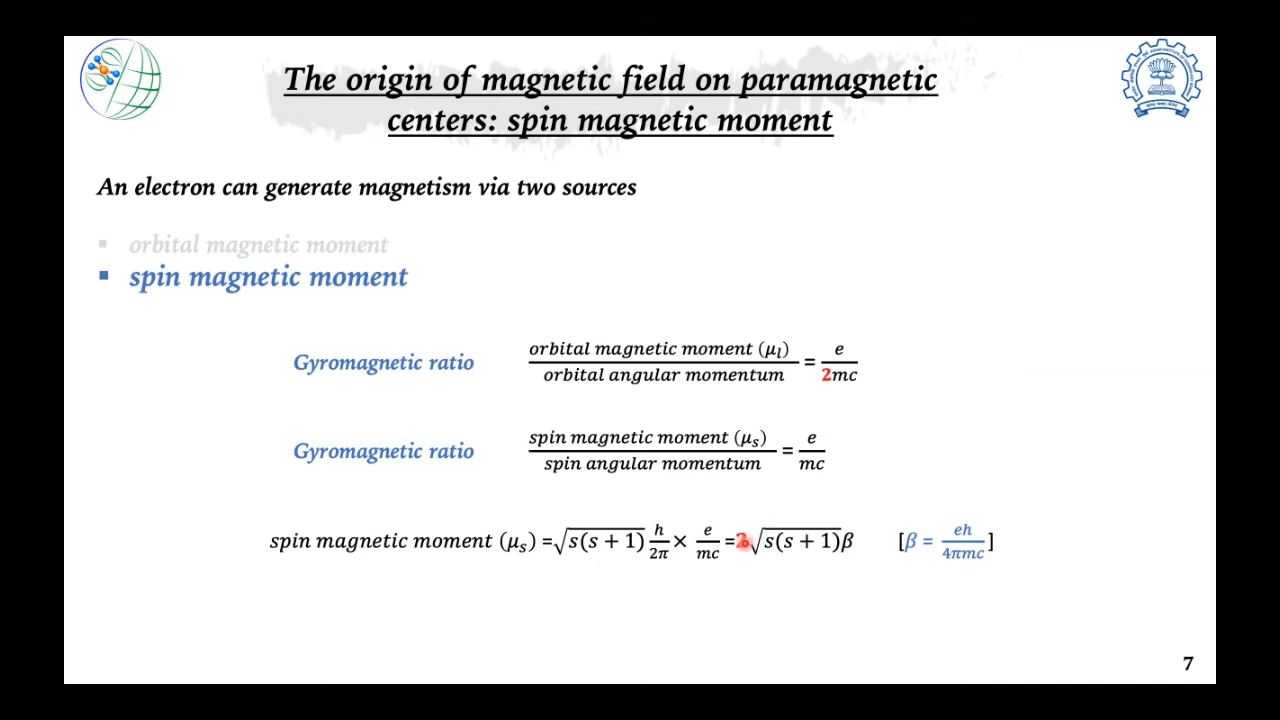 The origin of magnetic field on paramagnetic
centers: spin magnetic moment
An electron can generate magnetism via two sources
▪ orbital magnetic moment
▪ spin magnetic moment
Gyromagnetic ratio orbital magnetic moment (μₗ) / orbital angular momentum = e / 2mc
Gyromagnetic ratio spin magnetic moment (μₛ) / spin angular momentum = e / mc
spin magnetic moment (μₛ) =√s(s + 1) h/2π × e/mc =2√s(s + 1)β [β = eh/4πmc]
7